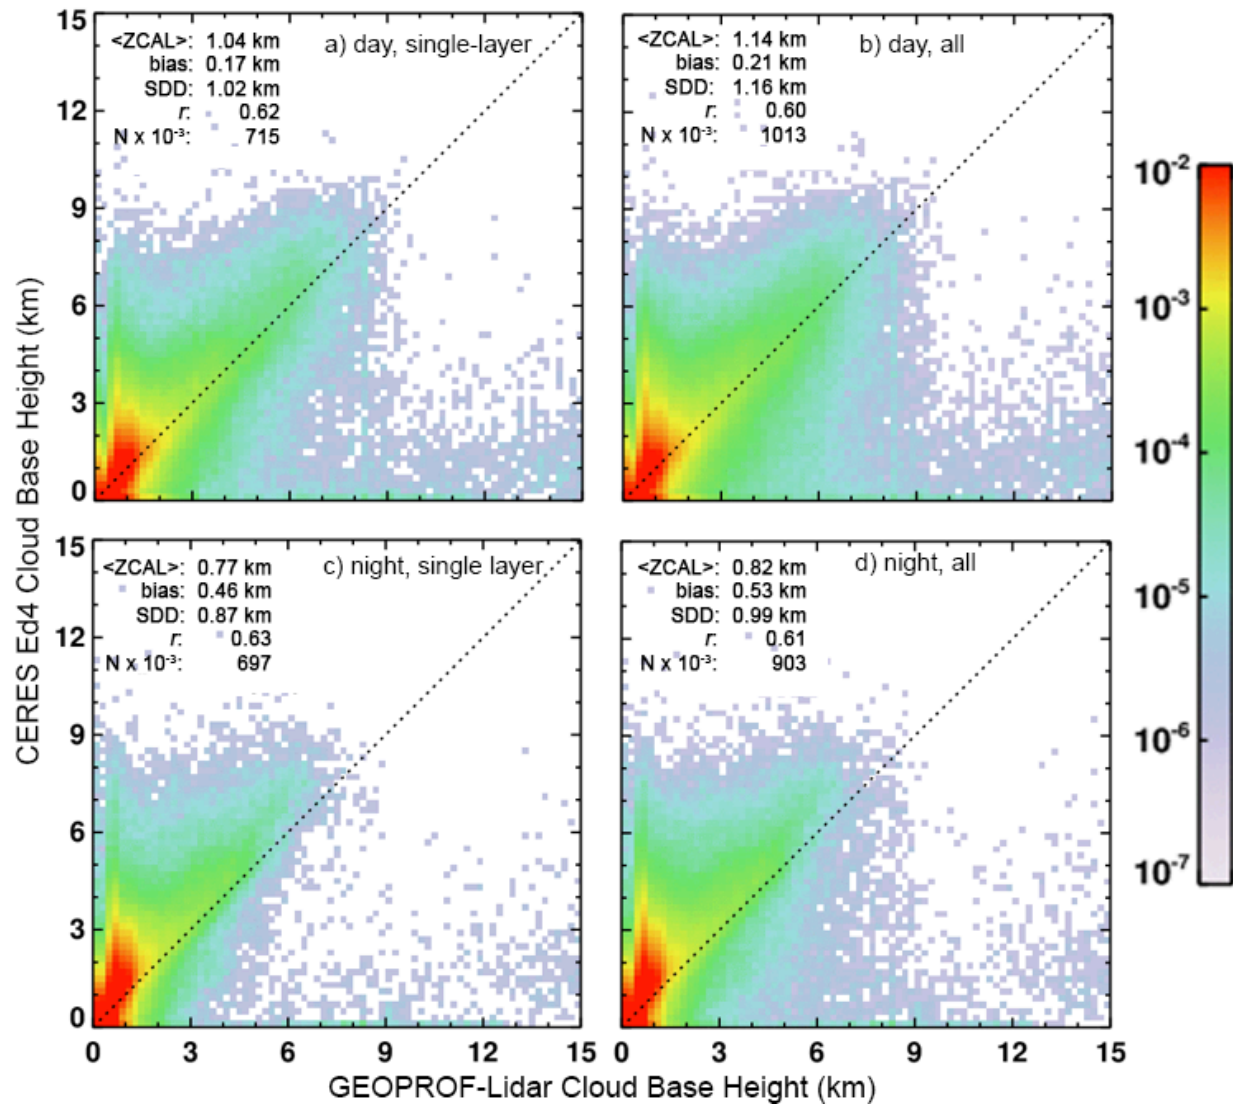 15
12
9
6
3
0
<ZCAL>: 1.04 km
bias: 0.17 km
SDD: 1.02 km
r: 0.62
N x 10⁻³: 715
a) day, single-layer
<ZCAL>: 1.14 km
bias: 0.21 km
SDD: 1.16 km
r: 0.60
N x 10⁻³: 1013
b) day, all
15
12
9
6
3
0
<ZCAL>: 0.77 km
bias: 0.46 km
SDD: 0.87 km
r: 0.63
N x 10⁻³: 697
c) night, single layer
<ZCAL>: 0.82 km
bias: 0.53 km
SDD: 0.99 km
r: 0.61
N x 10⁻³: 903
d) night, all
0 3 6 9 12 15
0 3 6 9 12 15
CERES Ed4 Cloud Base Height (km)
GEOPROF-Lidar Cloud Base Height (km)
10⁻²
10⁻³
10⁻⁴
10⁻⁵
10⁻⁶
10⁻⁷